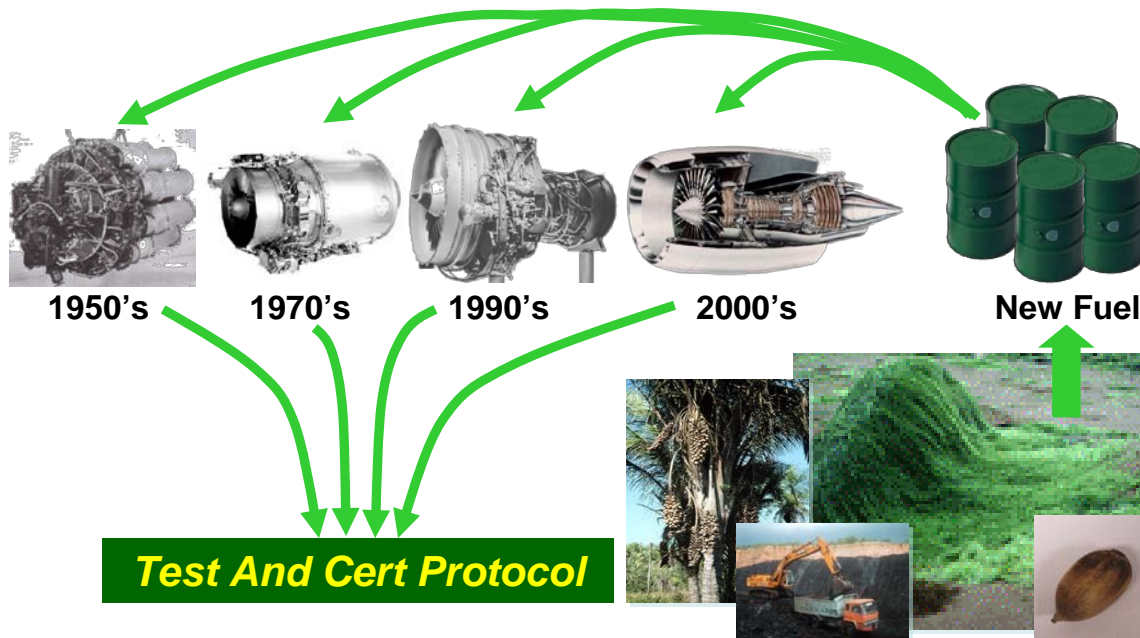 1950’s
1970’s
1990’s
2000’s
New Fuel
Test And Cert Protocol